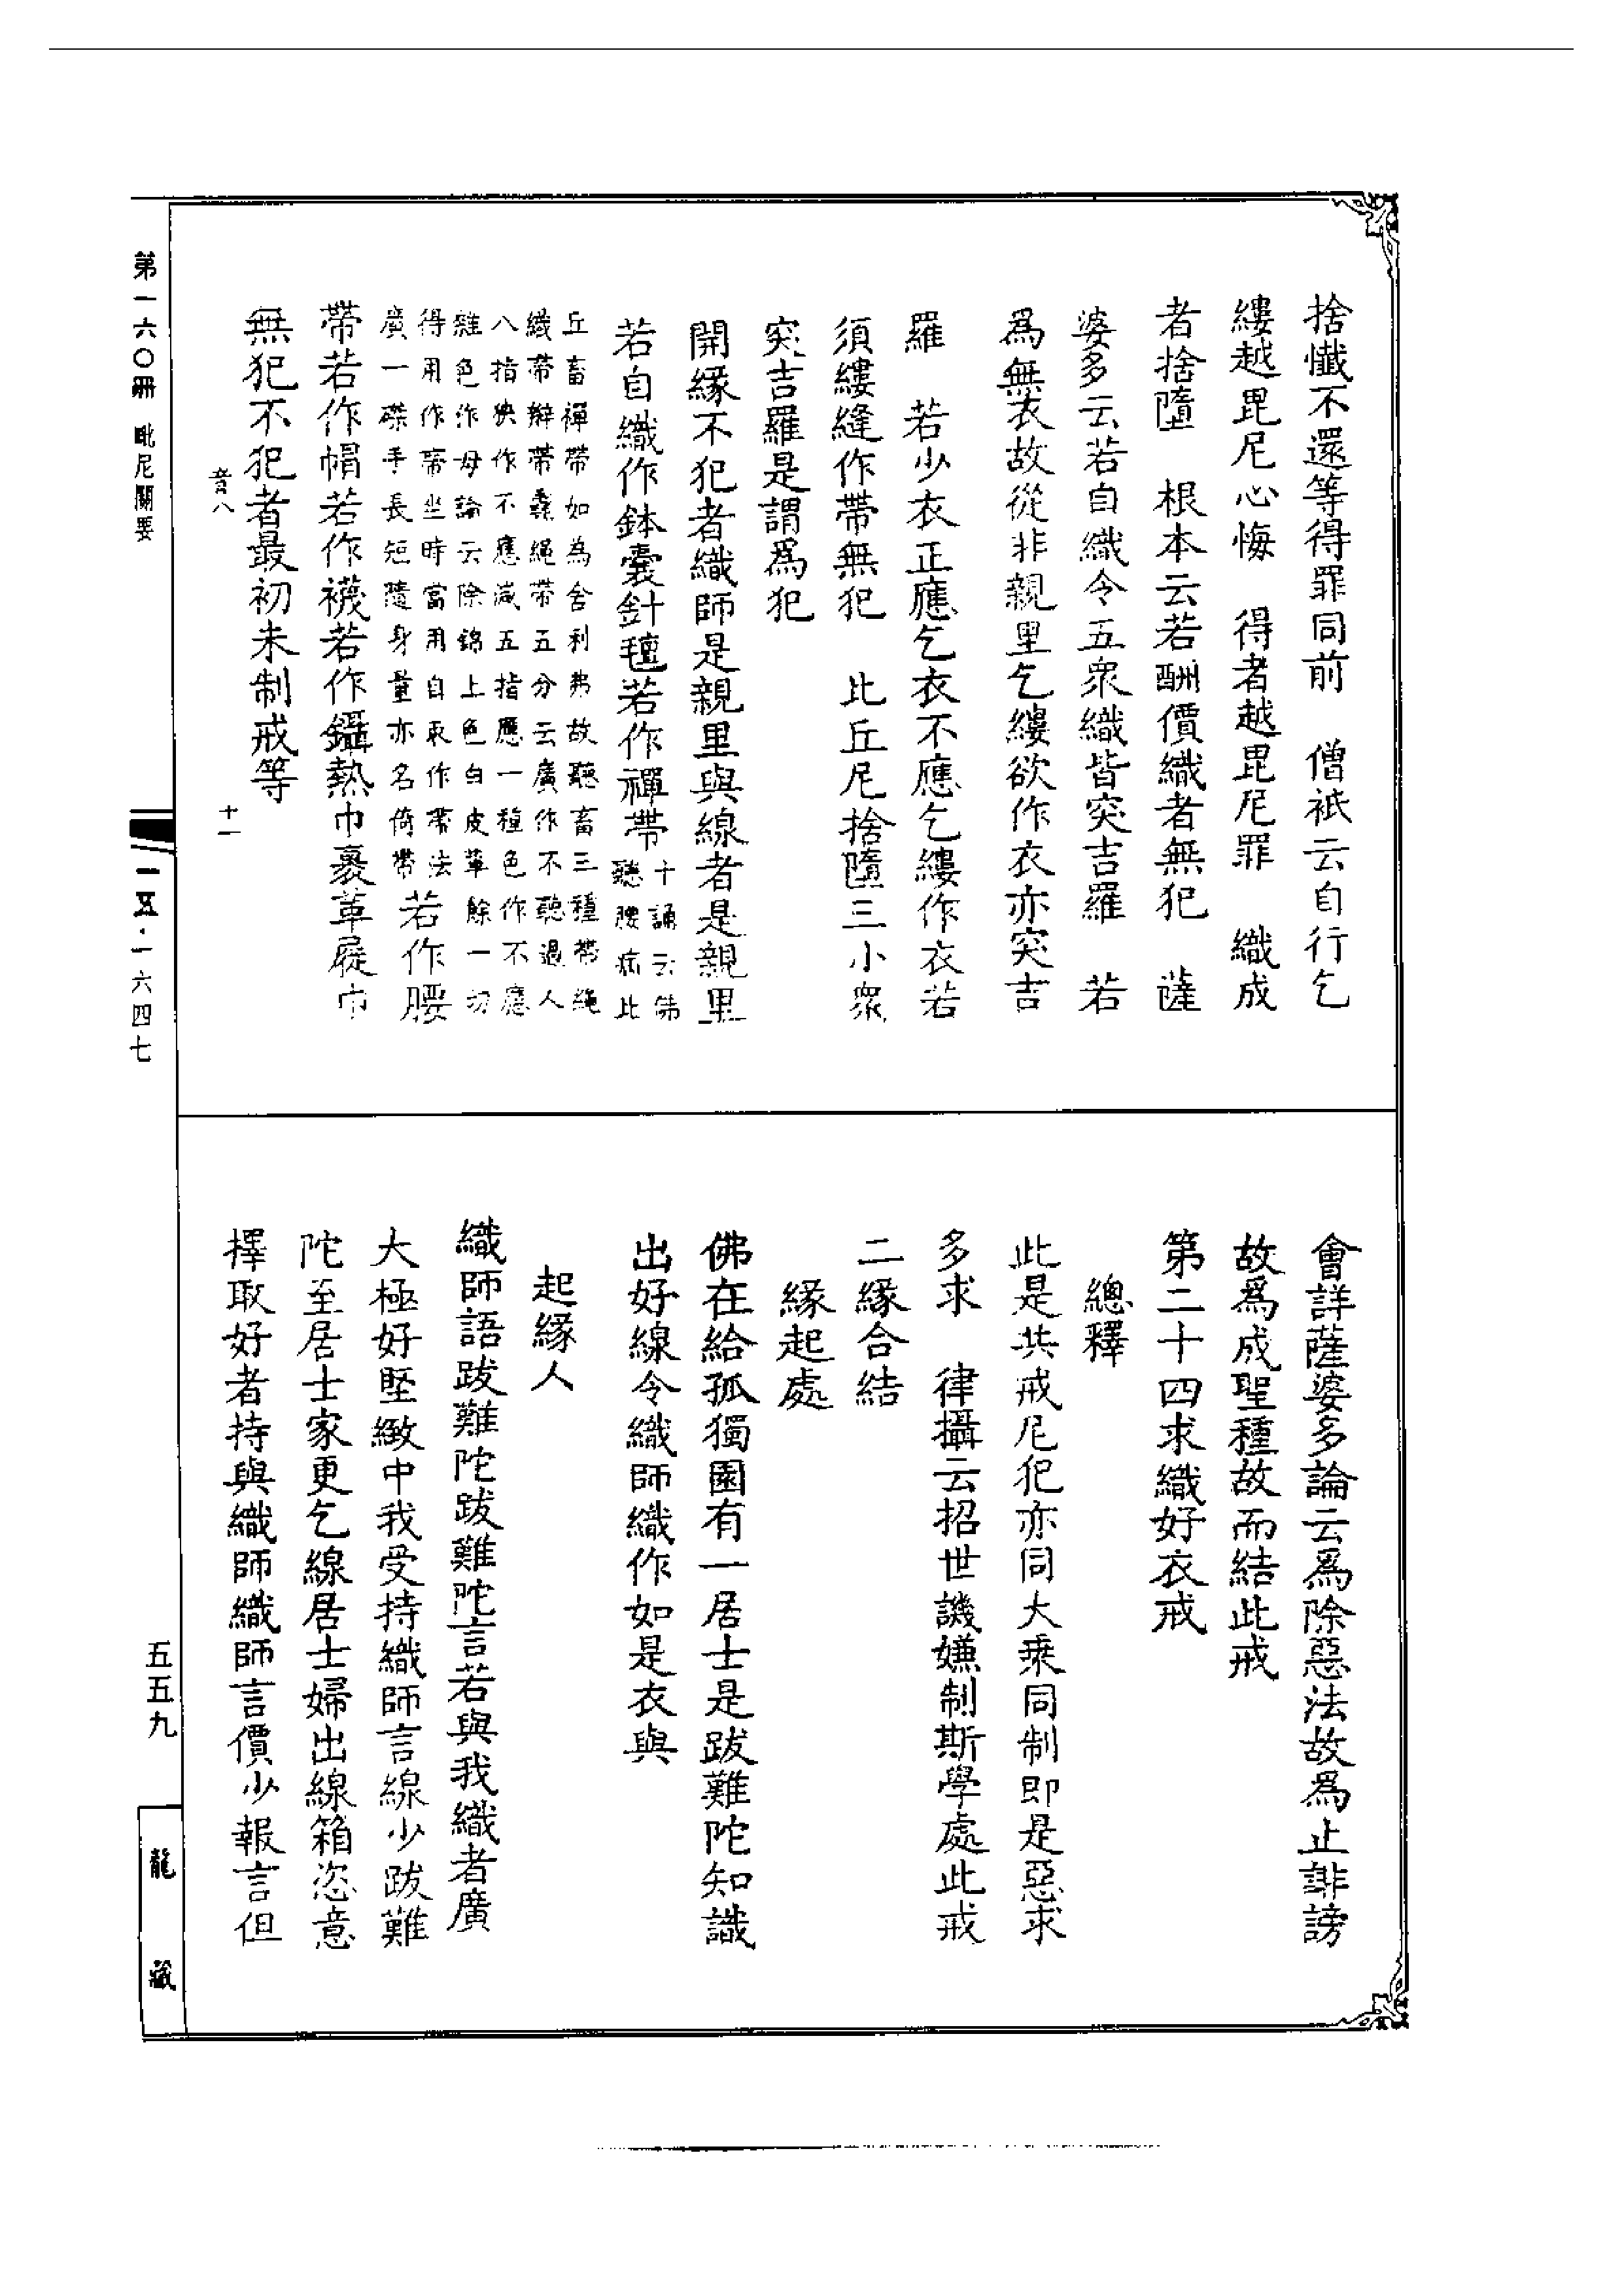 捨懺不還等得罪同前　僧祇云自行乞
縷越毘尼心悔　得者越毘尼罪　織成
者捨墮　根本云若酬價織者無犯　薩
婆多云若自織令五眾織皆突吉羅　若
爲無衣故從非親里乞縷欲作衣亦突吉
羅　若少衣正應乞衣不應乞縷作衣若
須縷縫作帶無犯　比丘尼捨墮三小眾
突吉羅是謂爲犯
開緣不犯者織師是親里與線者是親里
若自織作鉢囊針氊若作禪帶十誦云佛
聽腰病比
丘畜禪帶如為舍利弗故聽畜三種帶繩
織帶辮帶毳繩帶五分云廣作不聽過人
八指狹作不應減五指應一種色作不應
雜色作母論云除錦上色白皮革餘一切
得用作帶坐時當用自衣作帶法
廣一磔手長短隨身量亦名倚帶若作腰
帶若作帽若作襪若作鑷熱巾裹革屣巾
無犯不犯者最初未制戒等
會詳薩婆多論云爲除惡法故爲止誹謗
故爲成聖種故而結此戒
第二十四求織好衣戒
總釋
此是共戒尼犯亦同大乘同制即是惡求
多求　律攝云招世譏嫌制斯學處此戒
二緣合結
緣起處
佛在給孤獨園有一居士是跋難陀知識
出好線令織師織作如是衣與
起緣人
織師語跋難陀跋難陀言若與我織者廣
大極好堅緻中我受持織師言線少跋難
陀至居士家更乞線居士婦出線箱恣意
擇取好者持與織師織師言價少報言但
第一六〇冊　毗尼關要
音八
十一
一五·一六四七
五五九
龍藏